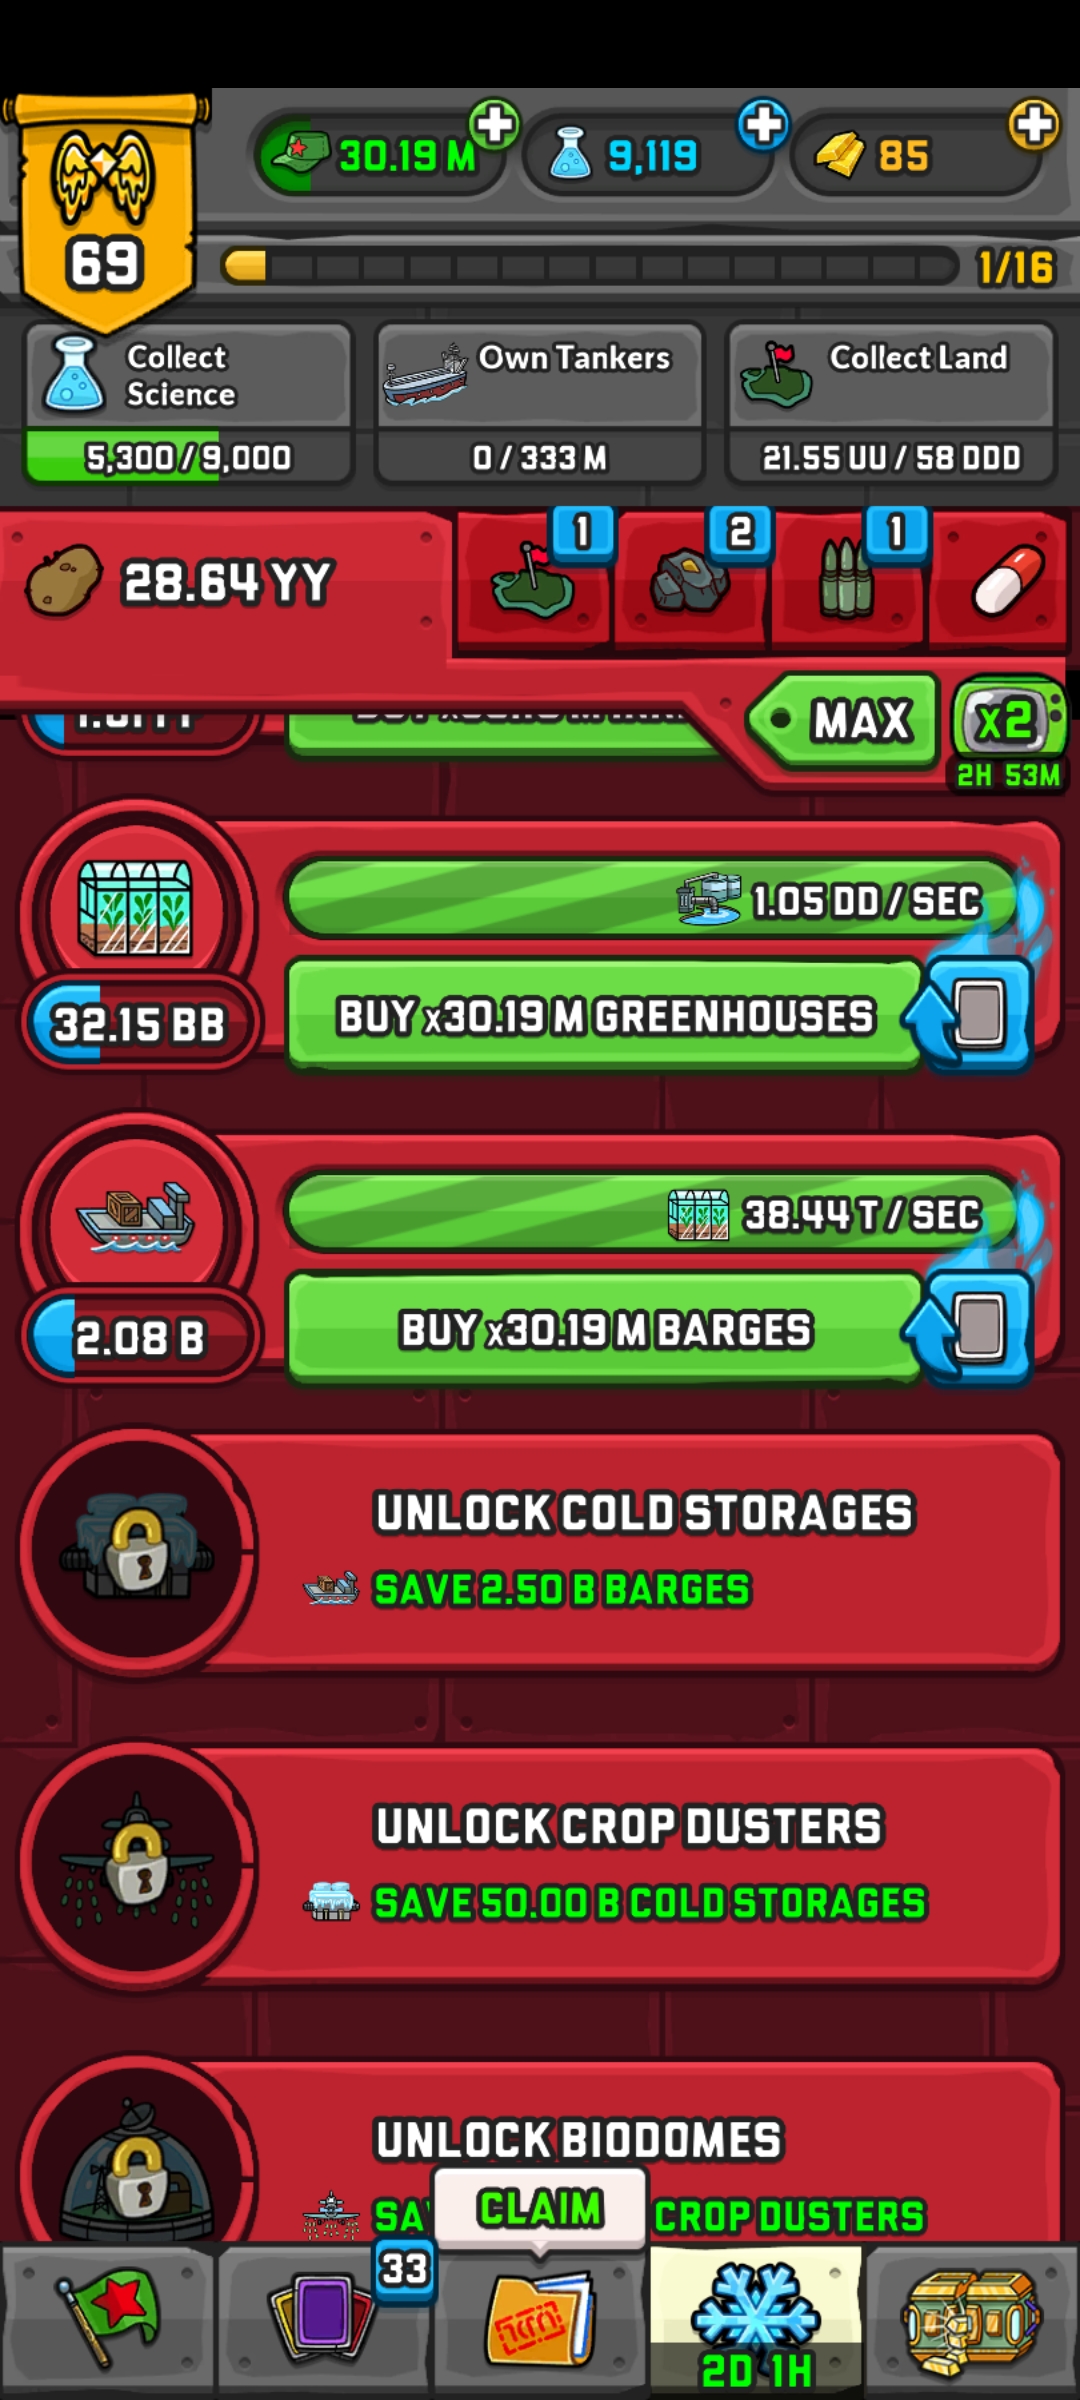 30.19 M
9,119
85
69
1/16
Collect
Science
5,300/9,000
Own Tankers
0/333 M
Collect Land
21.55 UU/58 DDD
28.64 YY
1
2
1
MAX
x2
2H 53M
1.05 DD/SEC
BUY x30.19 M GREENHOUSES
32.15 BB
38.44 T/SEC
BUY x30.19 M BARGES
2.08 B
UNLOCK COLD STORAGES
SAVE 2.50 B BARGES
UNLOCK CROP DUSTERS
SAVE 50.00 B COLD STORAGES
UNLOCK BIODOMES
CROP DUSTERS
CLAIM
33
2D 1H